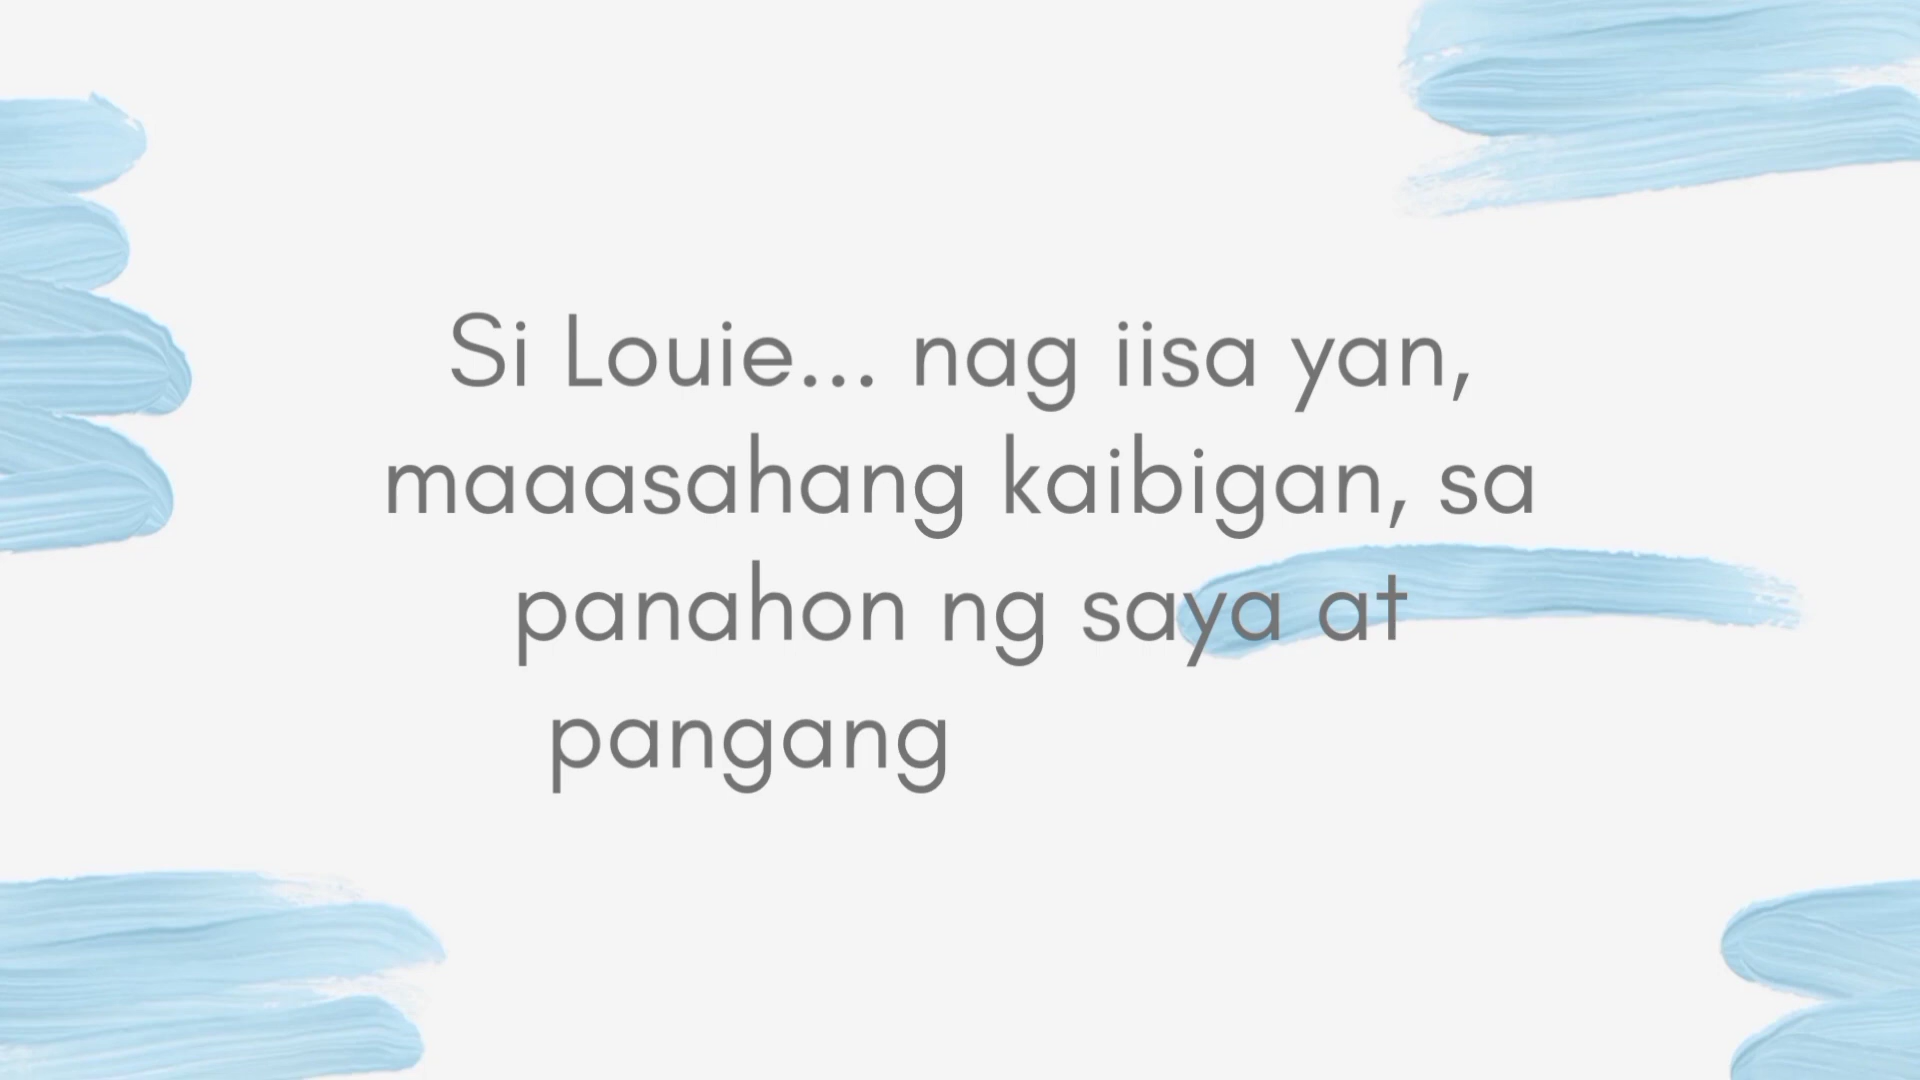 Si Louie... nag iisa yan,
maaasahang kaibigan, sa
panahon ng saya at
pangang